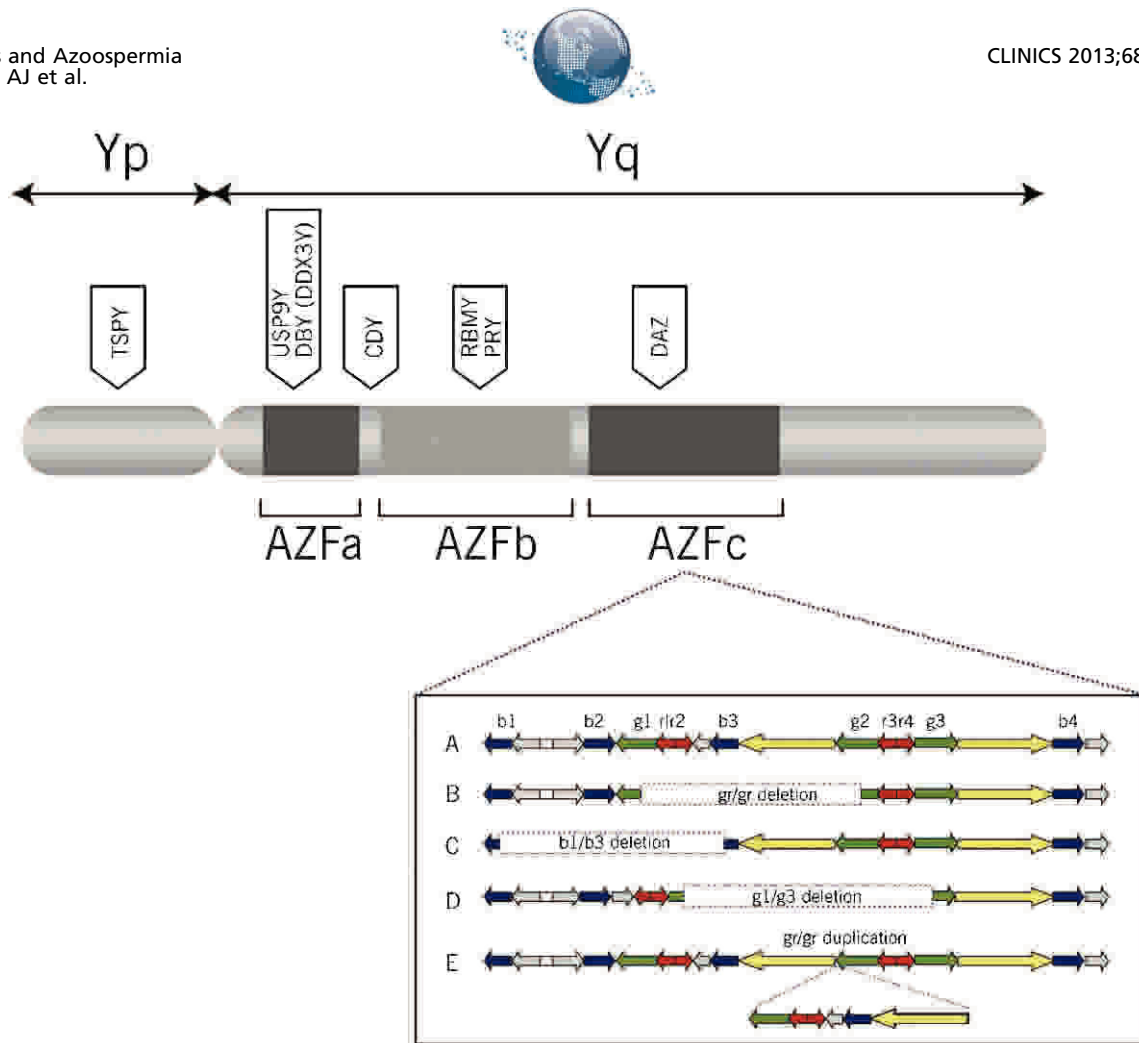 s and Azoospermia
AJ et al.
CLINICS 2013;68
Yp
Yq
TSPY
USP9Y
DBY (DDX3Y)
CDY
RBMY
PRY
DAZ
AZFa
AZFb
AZFc
b1 b2 g1 r1r2 b3 g2 r3r4 g3 b4
A
B gr/gr deletion
C b1/b3 deletion
D g1/g3 deletion
gr/gr duplication
E